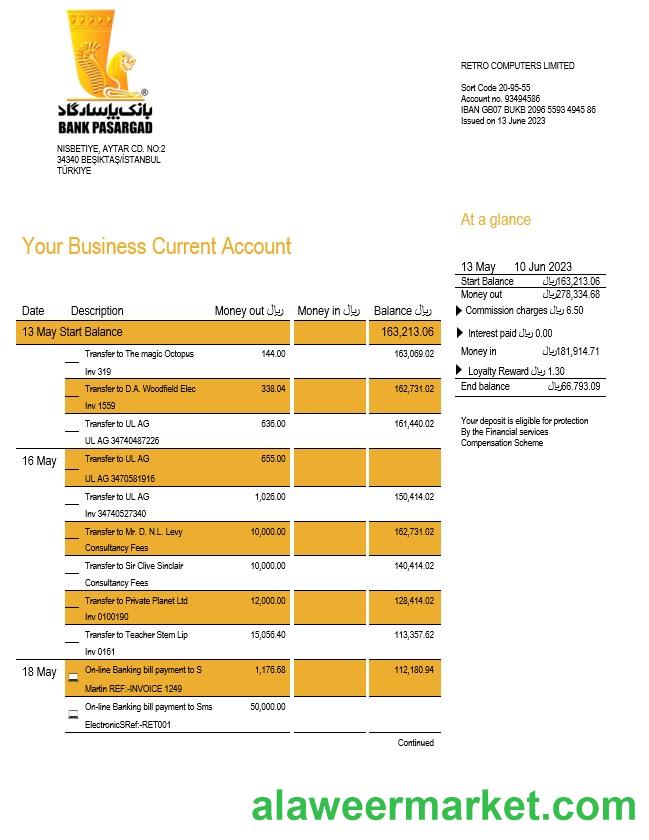 بانک پاسارگاد
BANK PASARGAD
®
NISBETIYE, AYTAR CD. NO:2
34340 BEŞIKTAŞ/ISTANBUL
TÜRKIYE
RETRO COMPUTERS LIMITED
Sort Code 20-95-55
Account no. 93494586
IBAN GB07 BUKB 2096 5593 4945 86
Issued on 13 June 2023
At a glance
13 May 10 Jun 2023
Start Balance ﷼163,213.06
Money out ﷼278,334.68
Commission charges ﷼ 6.50
Interest paid ﷼ 0.00
Money in ﷼181,914.71
Loyalty Reward ﷼ 1.30
End balance ﷼66.793.09
Your deposit is eligible for protection
By the Financial services
Compensation Scheme
Your Business Current Account
Date Description Money out ﷼ Money in ﷼ Balance ﷼
13 May Start Balance 163,213.06
Transfer to The magic Octopus 144.00 163,069.02
Inv 319
Transfer to D.A. Woodfield Elec 338.04 162,731.02
Inv 1559
Transfer to UL AG 636.00 161,440.02
UL AG 34740487226
16 May Transfer to UL AG 655.00
UL AG 3470581916
Transfer to UL AG 1,026.00 150,414.02
Inv 34740527340
Transfer to Mr. D. N.L. Levy 10,000.00 162,731.02
Consultancy Fees
Transfer to Sir Clive Sinclair 10,000.00 140,414.02
Consultancy Fees
Transfer to Private Planet Ltd 12,000.00 128,414.02
Inv 0100190
Transfer to Teacher Stem Lip 15,056.40 113,357.62
Inv 0161
18 May On-line Banking bill payment to S 1,176.68 112,180.94
Martin REF:-INVOICE 1249
On-line Banking bill payment to Sms 50,000.00
ElectronicSRef:-RET001
Continued
alaweermarket.com